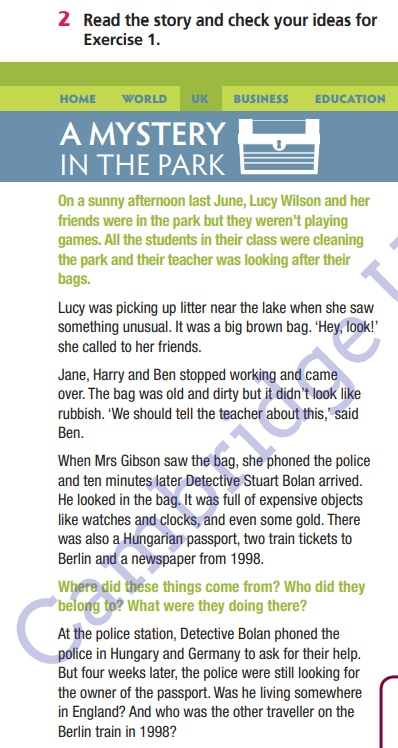 2 Read the story and check your ideas for
Exercise 1.
HOME WORLD UK BUSINESS EDUCATION
A MYSTERY
IN THE PARK
On a sunny afternoon last June, Lucy Wilson and her
friends were in the park but they weren’t playing
games. All the students in their class were cleaning
the park and their teacher was looking after their
bags.
Lucy was picking up litter near the lake when she saw
something unusual. It was a big brown bag. ‘Hey, look!’
she called to her friends.
Jane, Harry and Ben stopped working and came
over. The bag was old and dirty but it didn’t look like
rubbish. ‘We should tell the teacher about this,’ said
Ben.
When Mrs Gibson saw the bag, she phoned the police
and ten minutes later Detective Stuart Bolan arrived.
He looked in the bag. It was full of expensive objects
like watches and clocks, and even some gold. There
was also a Hungarian passport, two train tickets to
Berlin and a newspaper from 1998.
Where did these things come from? Who did they
belong to? What were they doing there?
At the police station, Detective Bolan phoned the
police in Hungary and Germany to ask for their help.
But four weeks later, the police were still looking for
the owner of the passport. Was he living somewhere
in England? And who was the other traveller on the
Berlin train in 1998?
Cambridge